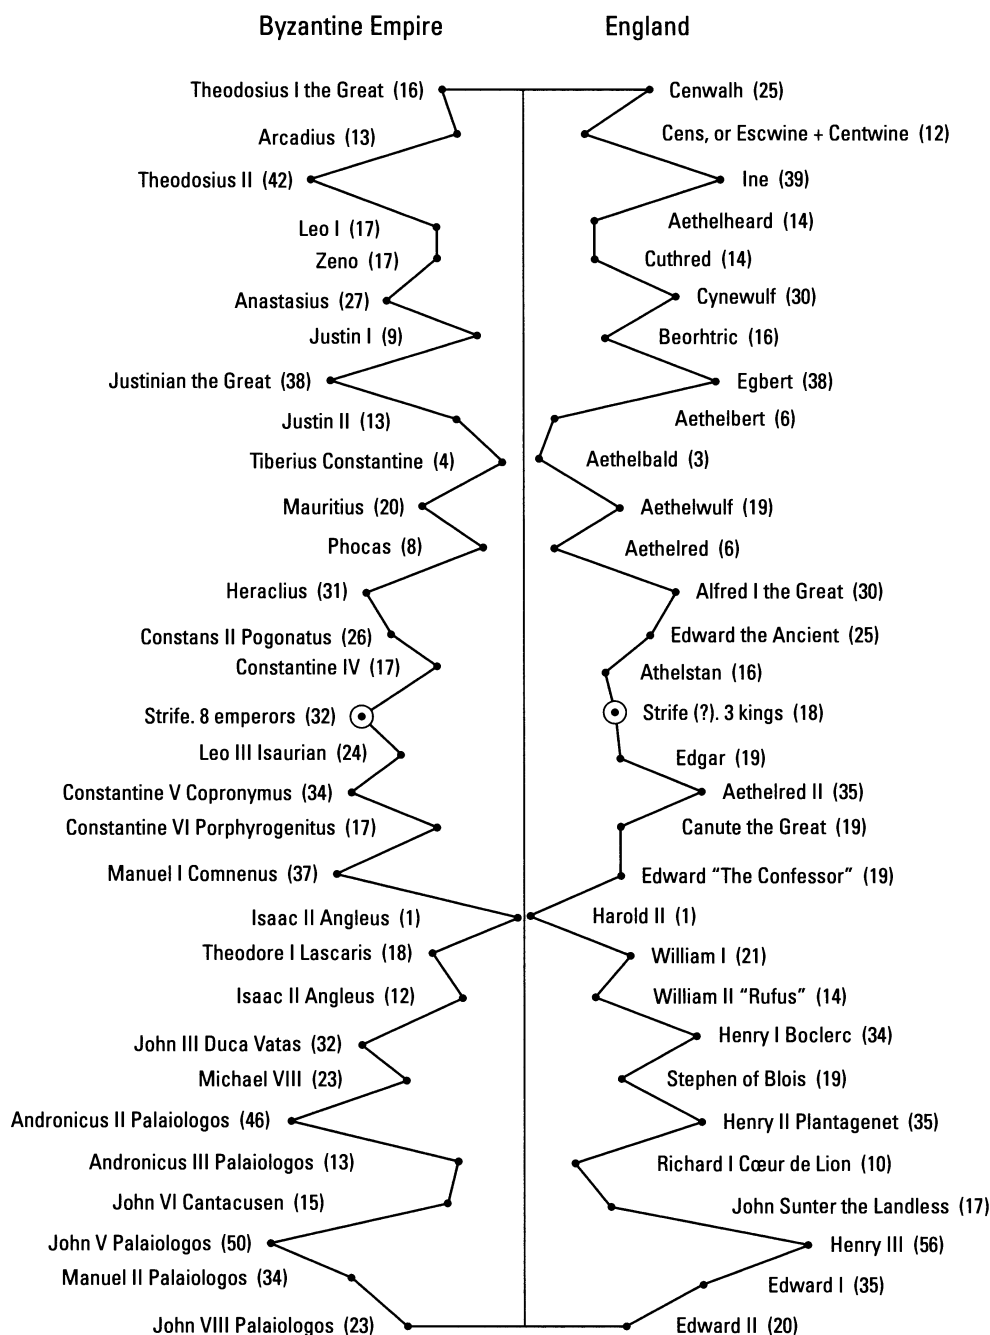 Byzantine Empire England
Theodosius I the Great (16) Cenwalh (25)
Arcadius (13) Cens, or Escwine + Centwine (12)
Theodosius II (42) Ine (39)
Leo I (17) Aethelheard (14)
Zeno (17) Cuthred (14)
Anastasius (27) Cynewulf (30)
Justin I (9) Beorhtric (16)
Justinian the Great (38) Egbert (38)
Justin II (13) Aethelbert (6)
Tiberius Constantine (4) Aethelbald (3)
Mauritius (20) Aethelwulf (19)
Phocas (8) Aethelred (6)
Heraclius (31) Alfred I the Great (30)
Constans II Pogonatus (26) Edward the Ancient (25)
Constantine IV (17) Athelstan (16)
Strife. 8 emperors (32) Strife (?). 3 kings (18)
Leo III Isaurian (24) Edgar (19)
Constantine V Copronymus (34) Aethelred II (35)
Constantine VI Porphyrogenitus (17) Canute the Great (19)
Manuel I Comnenus (37) Edward “The Confessor” (19)
Isaac II Angleus (1) Harold II (1)
Theodore I Lascaris (18) William I (21)
Isaac II Angleus (12) William II “Rufus” (14)
John III Duca Vatas (32) Henry I Boclerc (34)
Michael VIII (23) Stephen of Blois (19)
Andronicus II Palaiologos (46) Henry II Plantagenet (35)
Andronicus III Palaiologos (13) Richard I Cœur de Lion (10)
John VI Cantacusen (15) John Sunter the Landless (17)
John V Palaiologos (50) Henry III (56)
Manuel II Palaiologos (34) Edward I (35)
John VIII Palaiologos (23) Edward II (20)